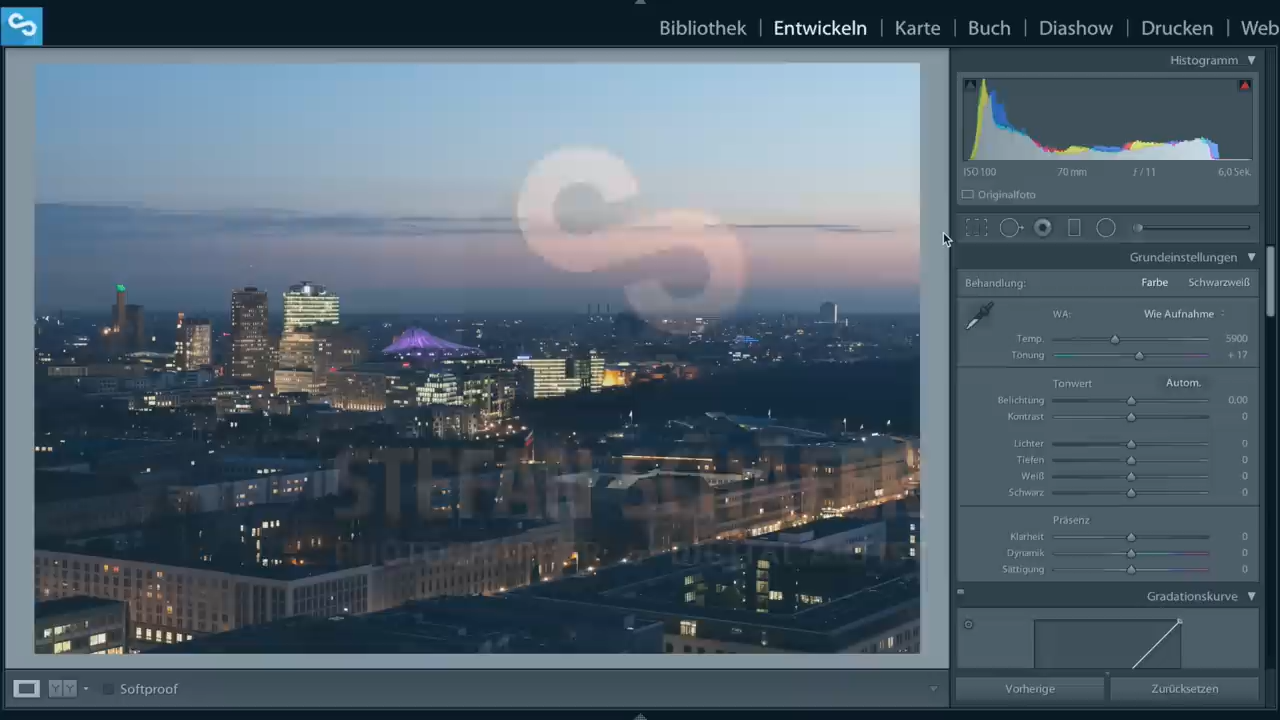 Bibliothek | Entwickeln | Karte | Buch | Diashow | Drucken | Web
Histogramm
ISO 100 70 mm f / 11 6,0 Sek.
Originalfoto
Grundeinstellungen
Behandlung: Farbe Schwarzweiß
WA: Wie Aufnahme
Temp. 5900
Tönung + 17
Tonwert Autom.
Belichtung 0,00
Kontrast 0
Lichter 0
Tiefen 0
Weiß 0
Schwarz 0
Präsenz
Klarheit 0
Dynamik 0
Sättigung 0
Gradationskurve
STEFAN
Softproof
Vorherige Zurücksetzen